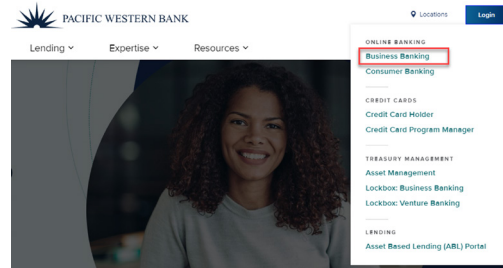 PACIFIC WESTERN BANK
Locations
Login
Lending
Expertise
Resources
ONLINE BANKING
Business Banking
Consumer Banking
CREDIT CARDS
Credit Card Holder
Credit Card Program Manager
TREASURY MANAGEMENT
Asset Management
Lockbox: Business Banking
Lockbox: Venture Banking
LENDING
Asset Based Lending (ABL) Portal